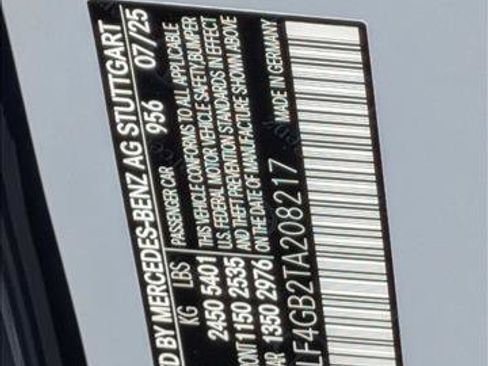 D BY MERCEDES-BENZ AG STUTTGART
956 07/25
KG LBS
2450 5401
ONT 1150 2535
AR 1350 2976
PASSENGER CAR
THIS VEHICLE CONFORMS TO ALL APPLICABLE
U.S. FEDERAL MOTOR VEHICLE SAFETY, BUMPER
AND THEFT PREVENTION STANDARDS IN EFFECT
ON THE DATE OF MANUFACTURE SHOWN ABOVE
LF4GB2TA208217 MADE IN GERMANY